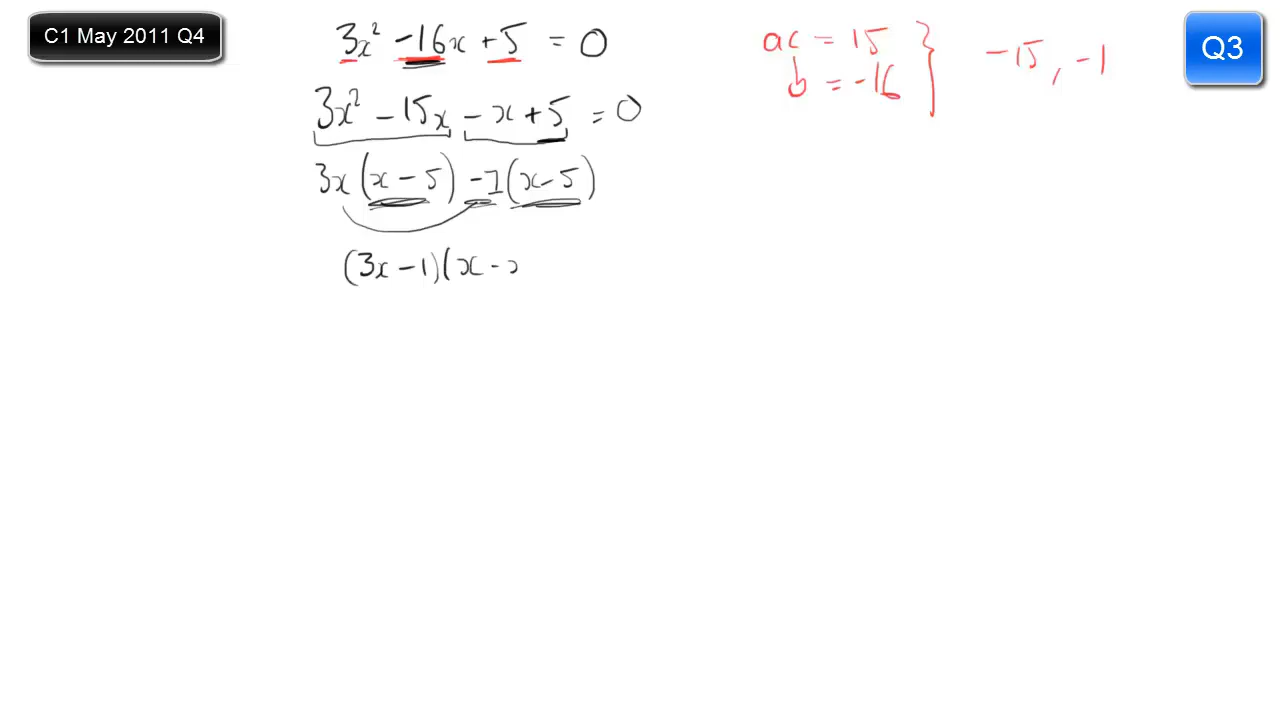 C1 May 2011 Q4
3x² -16x +5 = 0
ac = 15
b = -16
-15, -1
Q3
3x² - 15x - x + 5 = 0
3x(x - 5) -1(x - 5)
(3x - 1)(x -